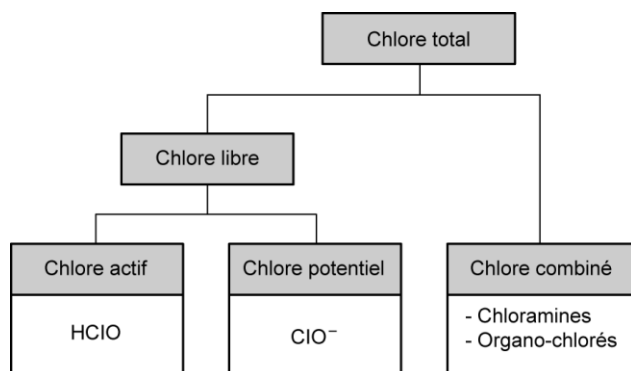 Chlore total
Chlore libre
Chlore actif
HClO
Chlore potentiel
ClO⁻
Chlore combiné
- Chloramines
- Organo-chlorés